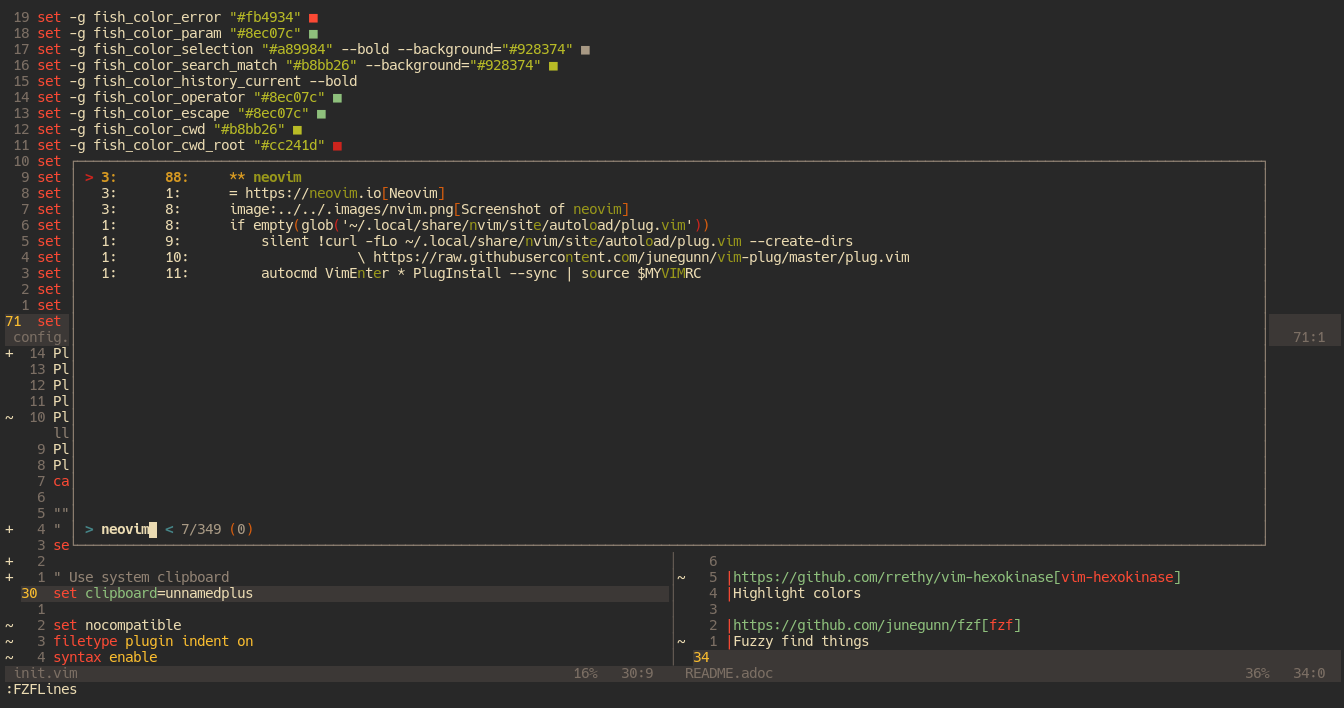 19 set -g fish_color_error "#fb4934" ■
18 set -g fish_color_param "#8ec07c" ■
17 set -g fish_color_selection "#a89984" --bold --background="#928374" ■
16 set -g fish_color_search_match "#b8bb26" --background="#928374" ■
15 set -g fish_color_history_current --bold
14 set -g fish_color_operator "#8ec07c" ■
13 set -g fish_color_escape "#8ec07c" ■
12 set -g fish_color_cwd "#b8bb26" ■
11 set -g fish_color_cwd_root "#cc241d" ■
10 set
9 set > 3: 88: ** neovim
8 set 3: 1: = https://neovim.io[Neovim]
7 set 3: 8: image:../../.images/nvim.png[Screenshot of neovim]
6 set 1: 8: if empty(glob('~/.local/share/nvim/site/autoload/plug.vim'))
5 set 1: 9: silent !curl -fLo ~/.local/share/nvim/site/autoload/plug.vim --create-dirs
4 set 1: 10: \ https://raw.githubusercontent.com/junegunn/vim-plug/master/plug.vim
3 set 1: 11: autocmd VimEnter * PlugInstall --sync | source $MYVIMRC
2 set
1 set
71 set
config. 71:1
+ 14 Pl
13 Pl
12 Pl
11 Pl
~ 10 Pl
ll
9 Pl
8 Pl
7 ca
6
5 ""
+ 4 " > neovim < 7/349 (0)
3 se
+ 2
+ 1 " Use system clipboard
30 set clipboard=unnamedplus
1
~ 2 set nocompatible
~ 3 filetype plugin indent on
~ 4 syntax enable
init.vim 16% 30:9
6
~ 5 |https://github.com/rrethy/vim-hexokinase[vim-hexokinase]
4 |Highlight colors
3
2 |https://github.com/junegunn/fzf[fzf]
~ 1 |Fuzzy find things
34
README.adoc 36% 34:0
:FZFLines